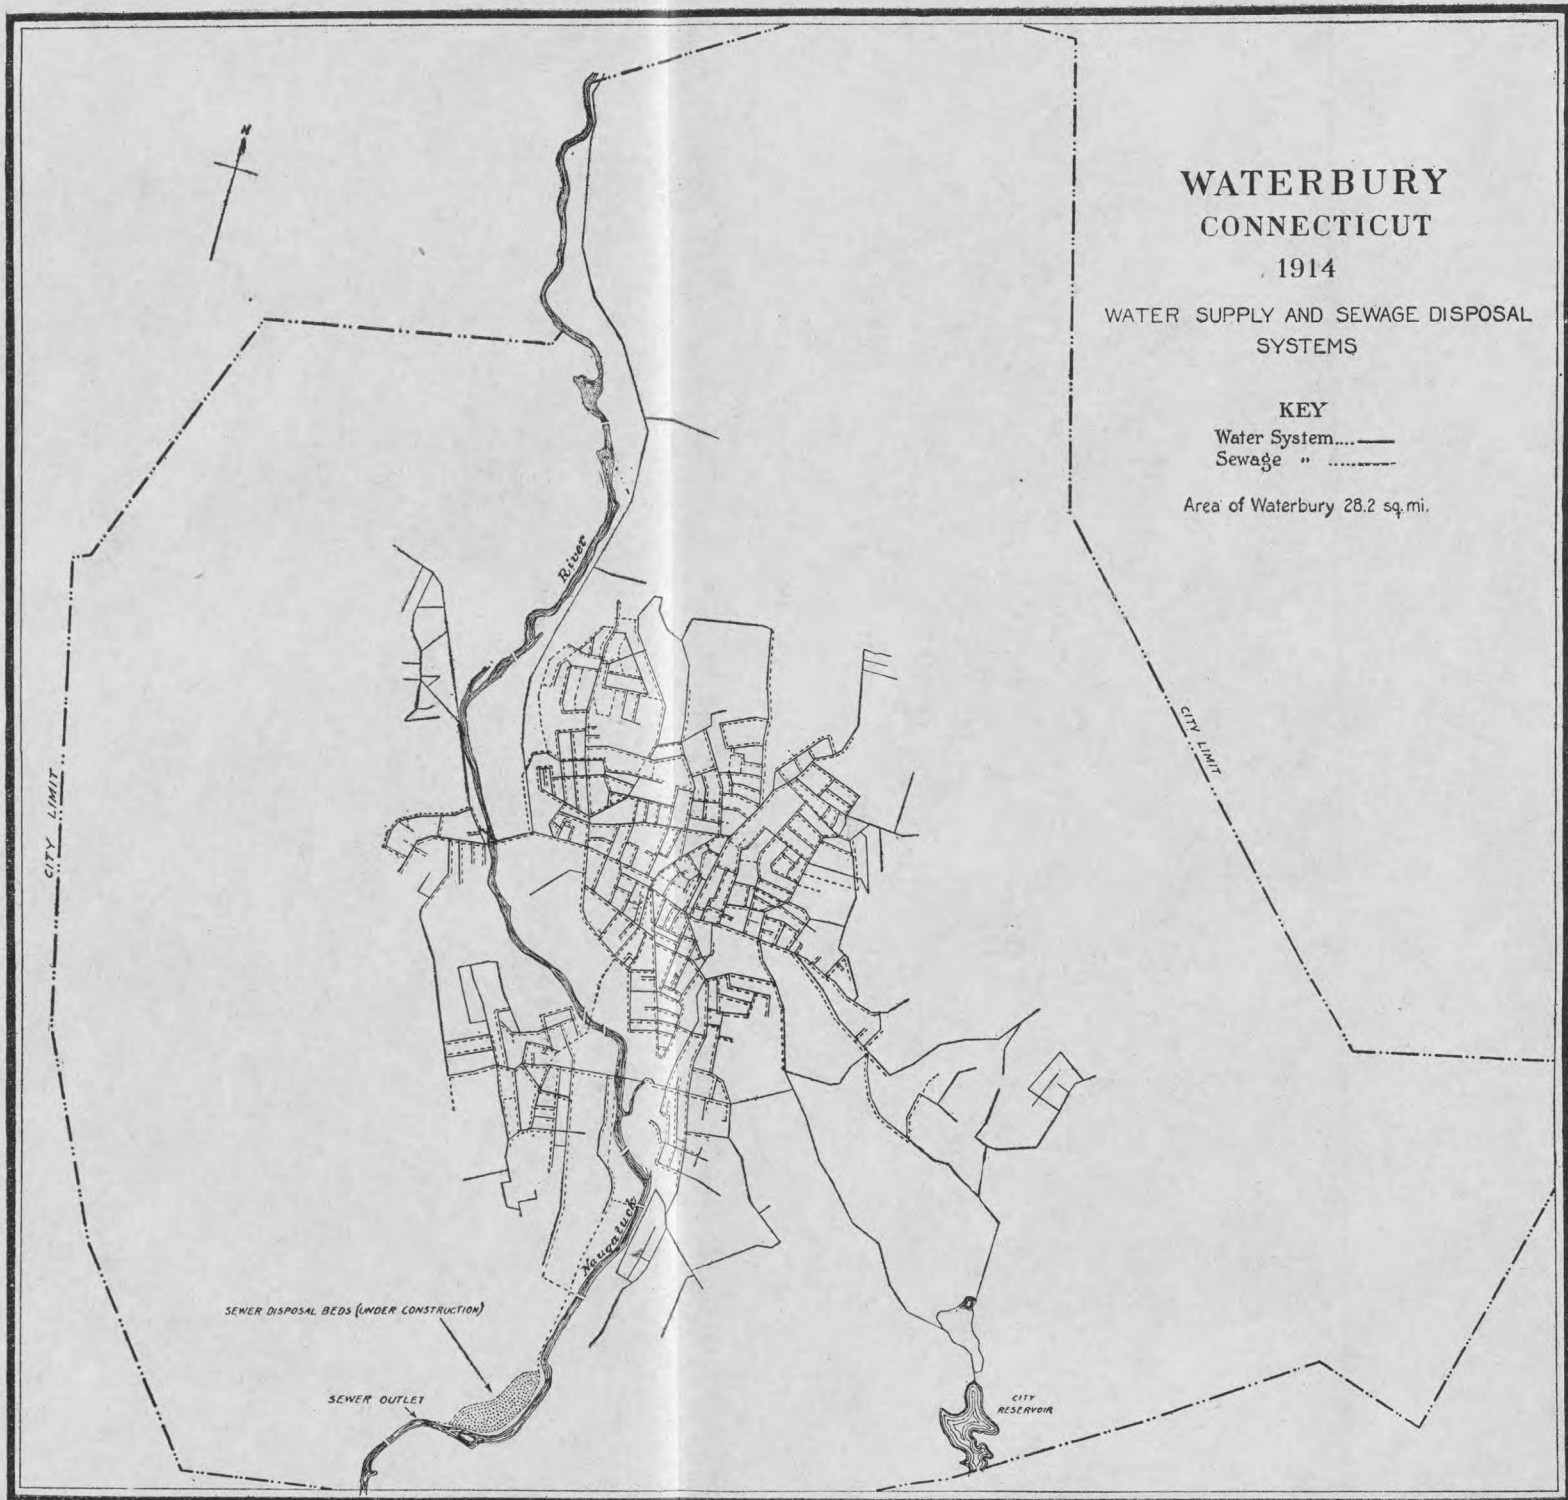 N
WATERBURY
CONNECTICUT
1914
WATER SUPPLY AND SEWAGE DISPOSAL
SYSTEMS
KEY
Water System....
Sewage " ........
Area of Waterbury 28.2 sq. mi.
River
CITY LIMIT
CITY LIMIT
Naugatuck
SEWER DISPOSAL BEDS (UNDER CONSTRUCTION)
SEWER OUTLET
CITY
RESERVOIR